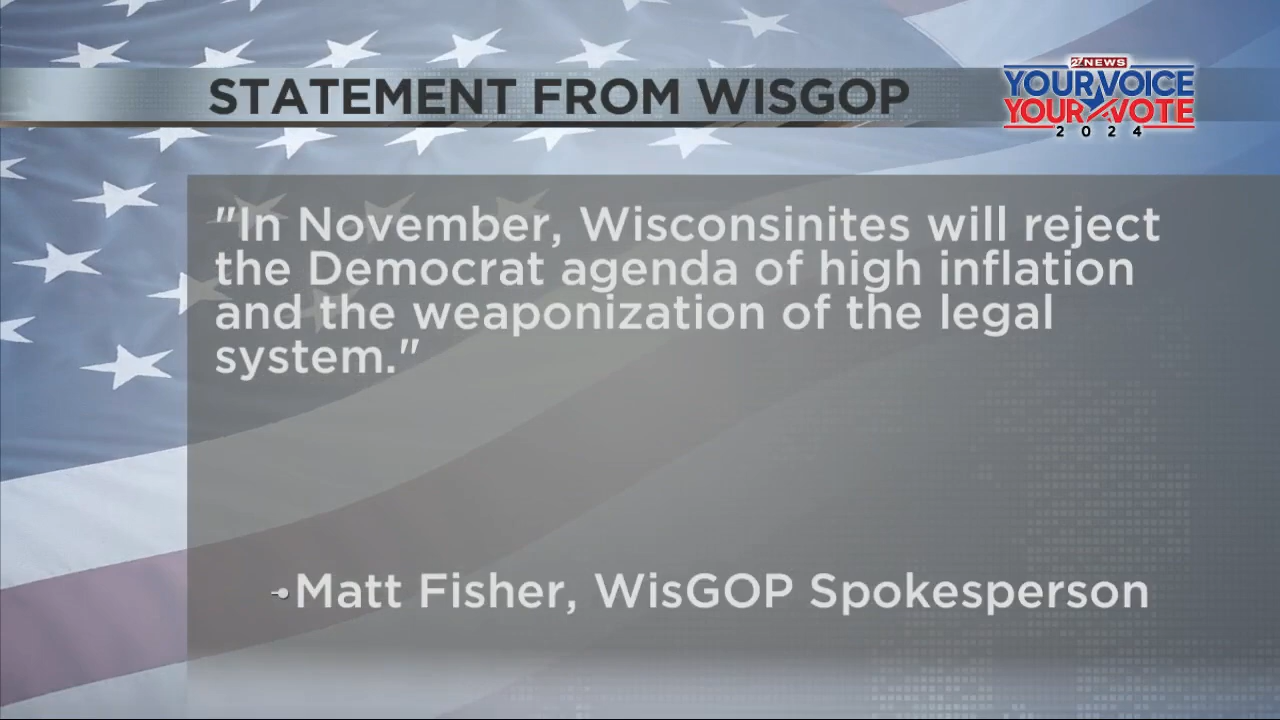 STATEMENT FROM WISGOP
27 NEWS
YOUR VOICE
YOUR VOTE
2024
"In November, Wisconsinites will reject
the Democrat agenda of high inflation
and the weaponization of the legal
system."
-Matt Fisher, WisGOP Spokesperson